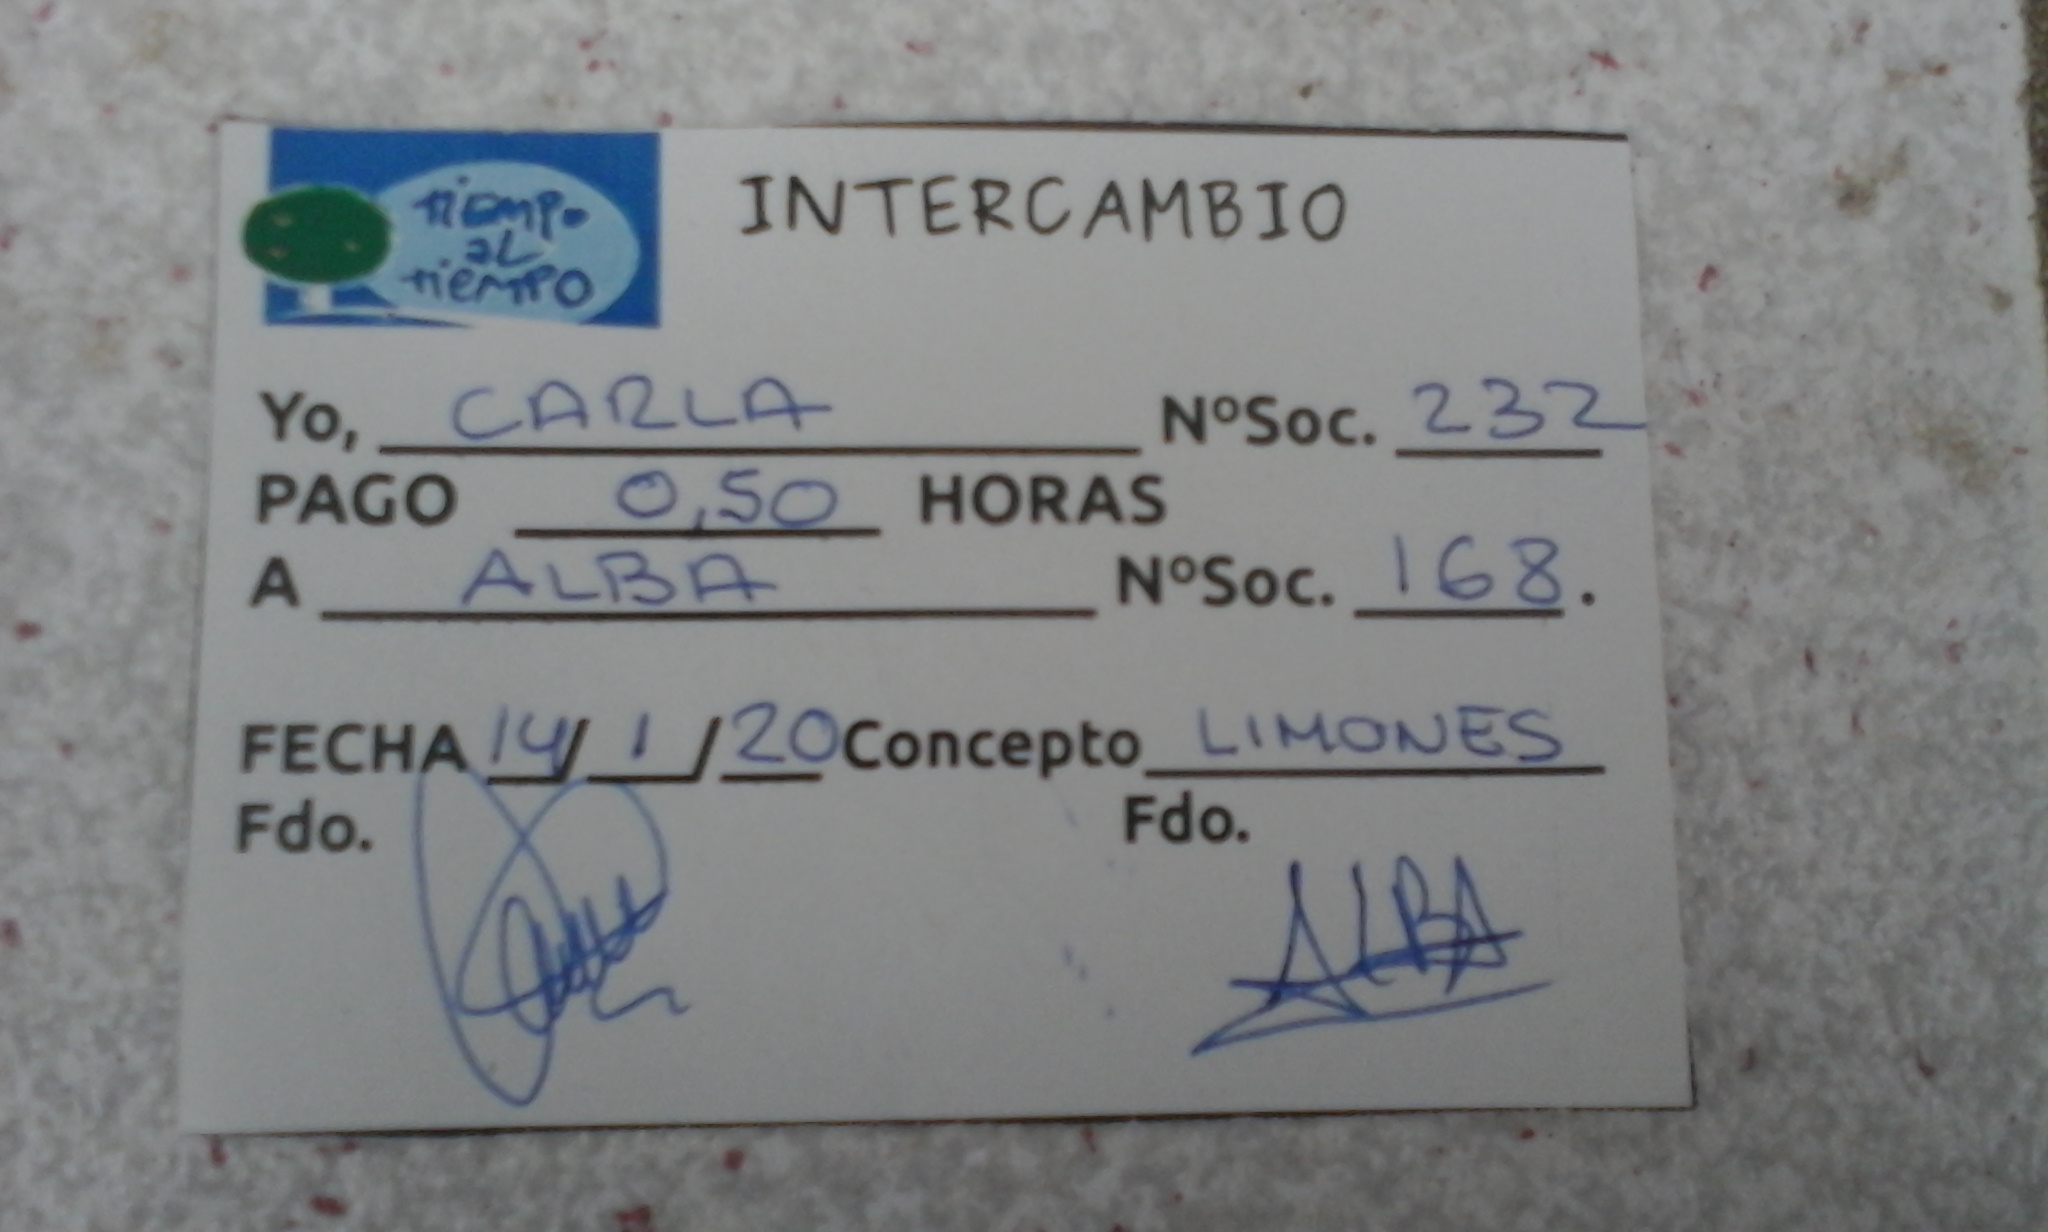 tiempo
al
tiempo
INTERCAMBIO
Yo, CARLA NºSoc. 232
PAGO 0,50 HORAS
A ALBA NºSoc. 168.
FECHA 14/1/20 Concepto LIMONES
Fdo. Fdo.
ALBA